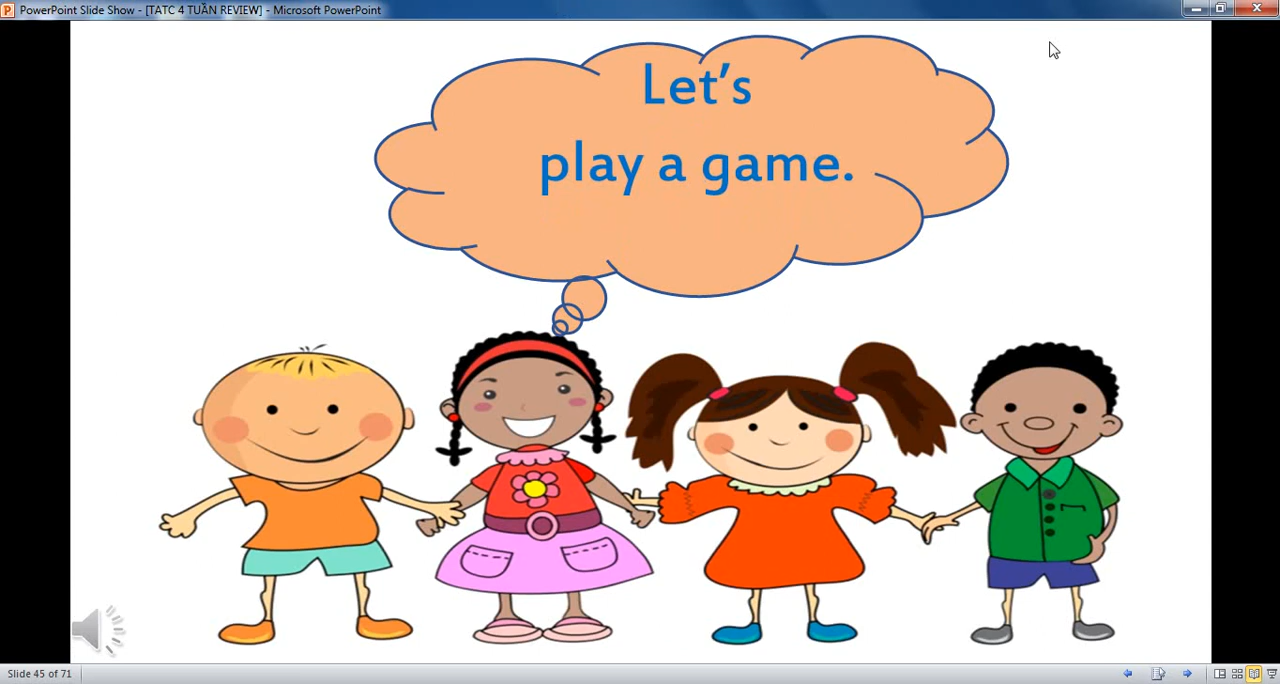 PowerPoint Slide Show - [TATC 4 TUẦN REVIEW] - Microsoft PowerPoint
Let's
play a game.
Slide 45 of 71